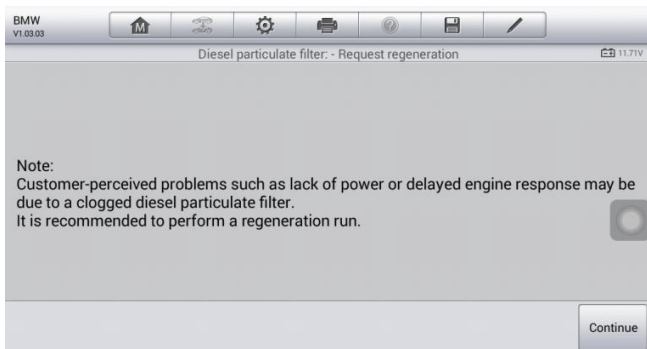 BMW
V1.03.03
M
Diesel particulate filter: - Request regeneration
11.71V
Note:
Customer-perceived problems such as lack of power or delayed engine response may be
due to a clogged diesel particulate filter.
It is recommended to perform a regeneration run.
Continue